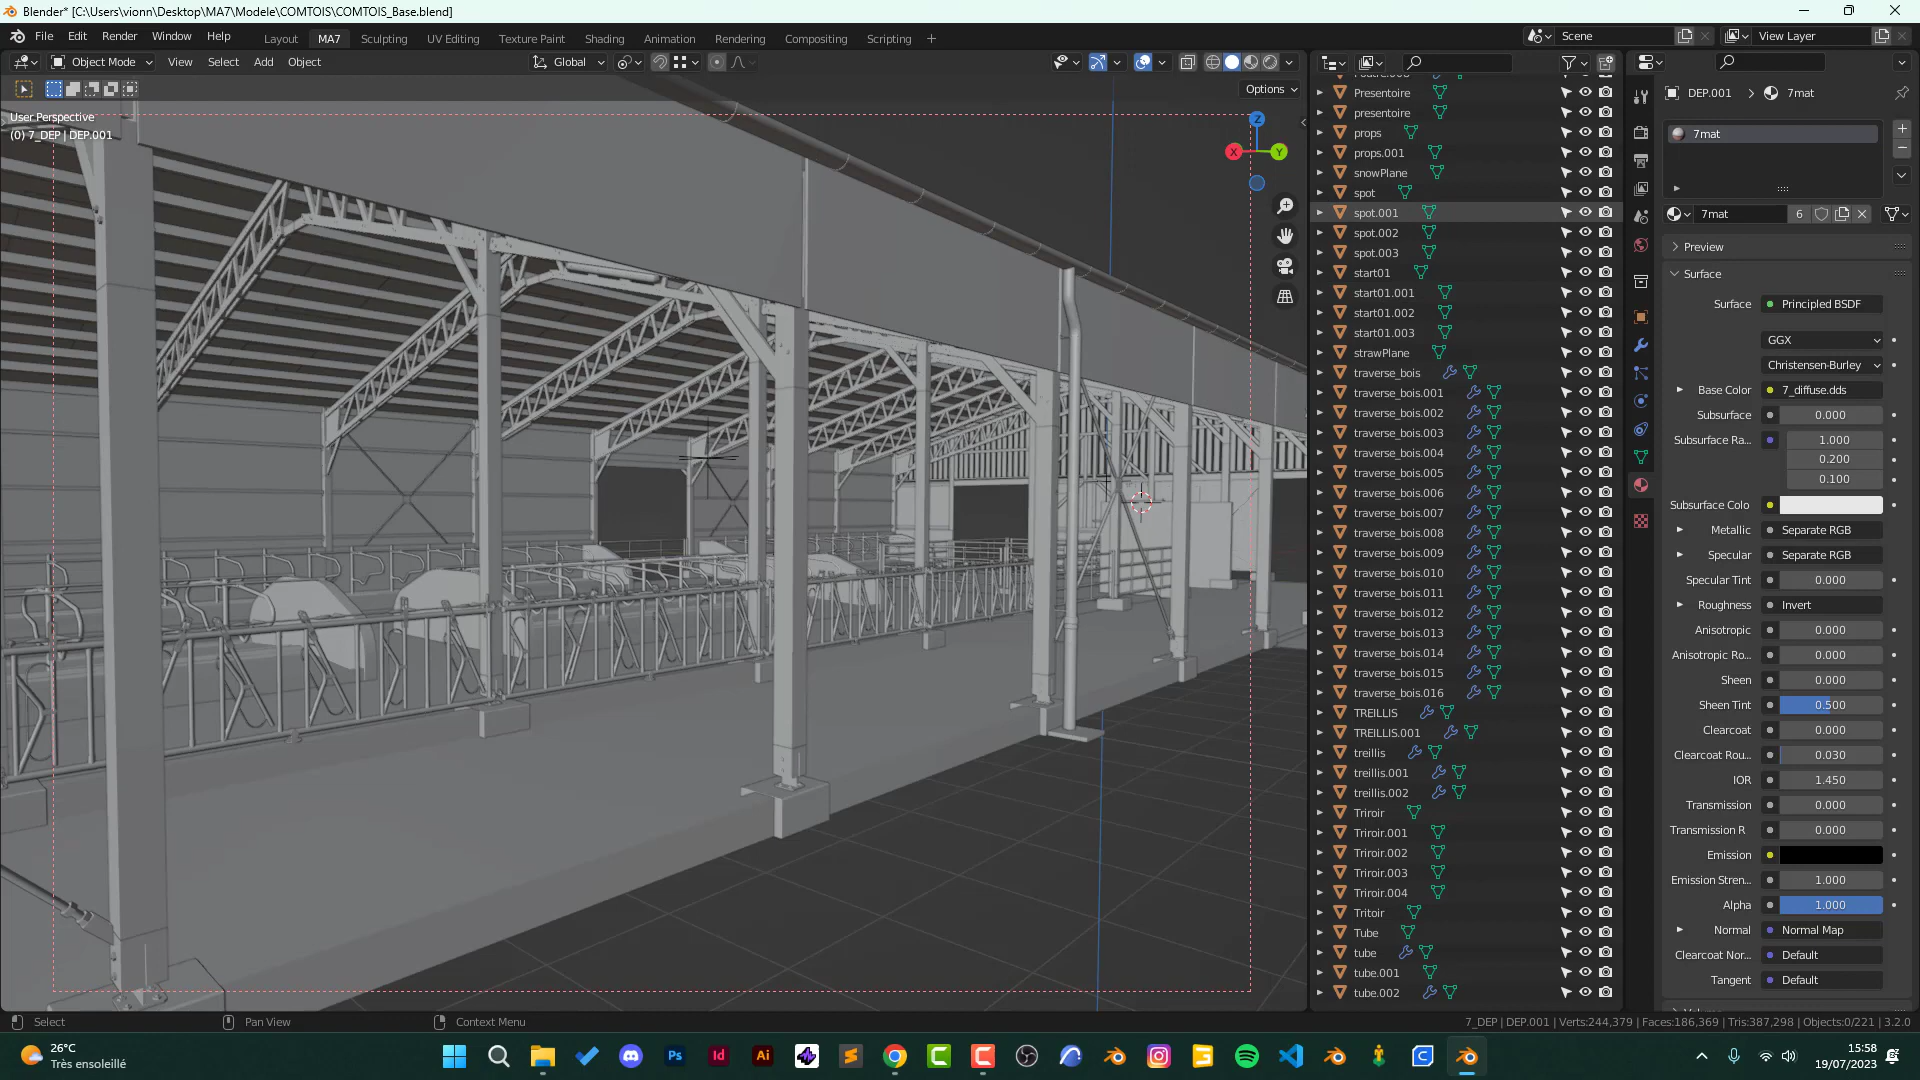 Blender* [C:\Users\vionn\Desktop\MA7\Modele\COMTOIS\COMTOIS_Base.blend]
File Edit Render Window Help
Layout MA7 Sculpting UV Editing Texture Paint Shading Animation Rendering Compositing Scripting +
Scene View Layer
Object Mode View Select Add Object Global
Options
User Perspective
(0) 7_DEP | DEP.001
Z
X Y
Presentoire
presentoire
props
props.001
snowPlane
spot
spot.001
spot.002
spot.003
start01
start01.001
start01.002
start01.003
strawPlane
traverse_bois
traverse_bois.001
traverse_bois.002
traverse_bois.003
traverse_bois.004
traverse_bois.005
traverse_bois.006
traverse_bois.007
traverse_bois.008
traverse_bois.009
traverse_bois.010
traverse_bois.011
traverse_bois.012
traverse_bois.013
traverse_bois.014
traverse_bois.015
traverse_bois.016
TREILLIS
TREILLIS.001
treillis
treillis.001
treillis.002
Triroir
Triroir.001
Triroir.002
Triroir.003
Triroir.004
Tritoir
Tube
tube
tube.001
tube.002
DEP.001 > 7mat
7mat
7mat 6
Preview
Surface
Surface Principled BSDF
GGX
Christensen-Burley
Base Color 7_diffuse.dds
Subsurface 0.000
Subsurface Ra... 1.000
0.200
0.100
Subsurface Colo
Metallic Separate RGB
Specular Separate RGB
Specular Tint 0.000
Roughness Invert
Anisotropic 0.000
Anisotropic Ro... 0.000
Sheen 0.000
Sheen Tint 0.500
Clearcoat 0.000
Clearcoat Rou... 0.030
IOR 1.450
Transmission 0.000
Transmission R 0.000
Emission
Emission Stren... 1.000
Alpha 1.000
Normal Normal Map
Clearcoat Nor... Default
Tangent Default
Select Pan View Context Menu
7_DEP | DEP.001 | Verts:244,379 | Faces:186,369 | Tris:387,298 | Objects:0/221 | 3.2.0
26°C
Très ensoleillé
Ps Id Ai
15:58
19/07/2023